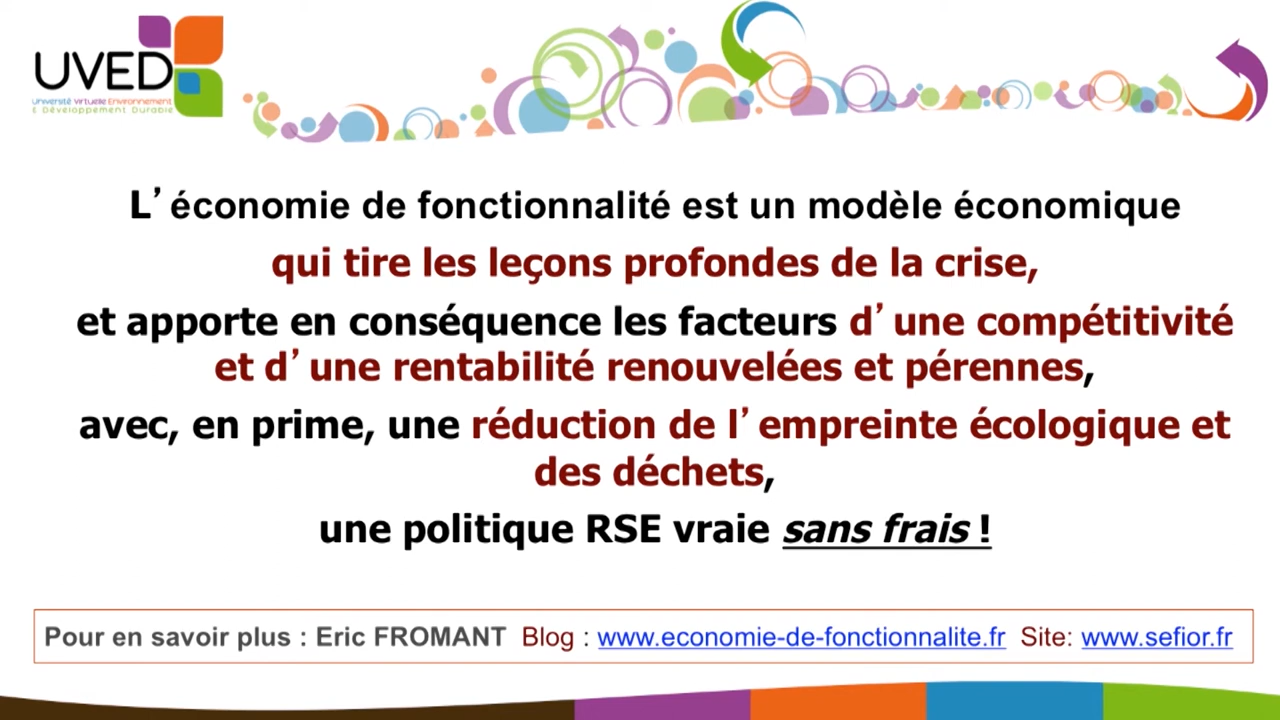 UVED
Université Virtuelle Environnement
& Développement Durable
L’économie de fonctionnalité est un modèle économique
qui tire les leçons profondes de la crise,
et apporte en conséquence les facteurs d’une compétitivité
et d’une rentabilité renouvelées et pérennes,
avec, en prime, une réduction de l’empreinte écologique et
des déchets,
une politique RSE vraie sans frais !
Pour en savoir plus : Eric FROMANT Blog : www.economie-de-fonctionnalite.fr Site: www.sefior.fr